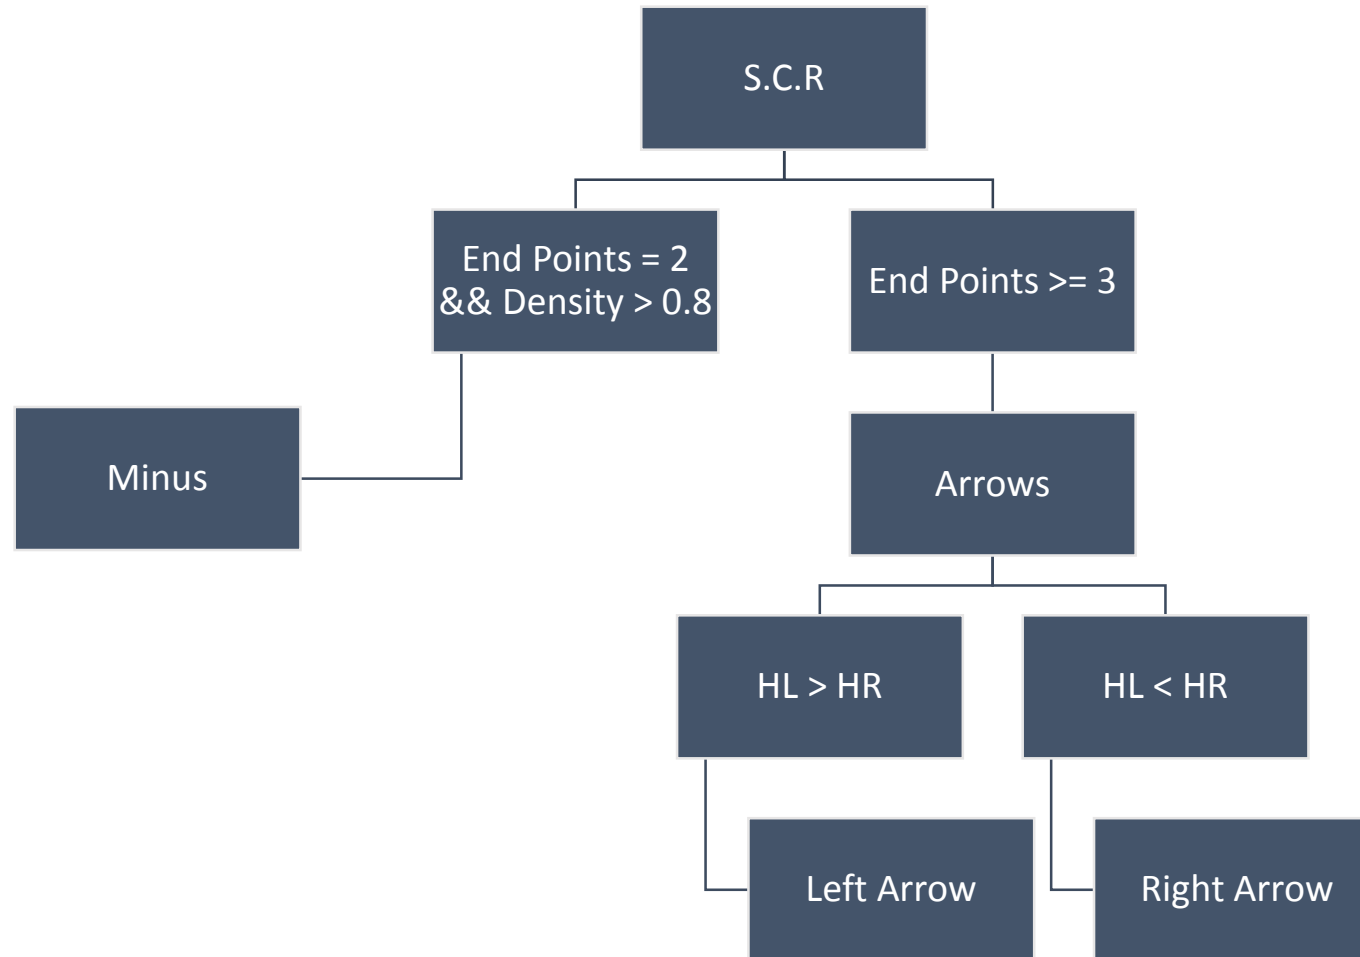 S.C.R
End Points = 2
&& Density > 0.8
End Points >= 3
Minus
Arrows
HL > HR
HL < HR
Left Arrow
Right Arrow